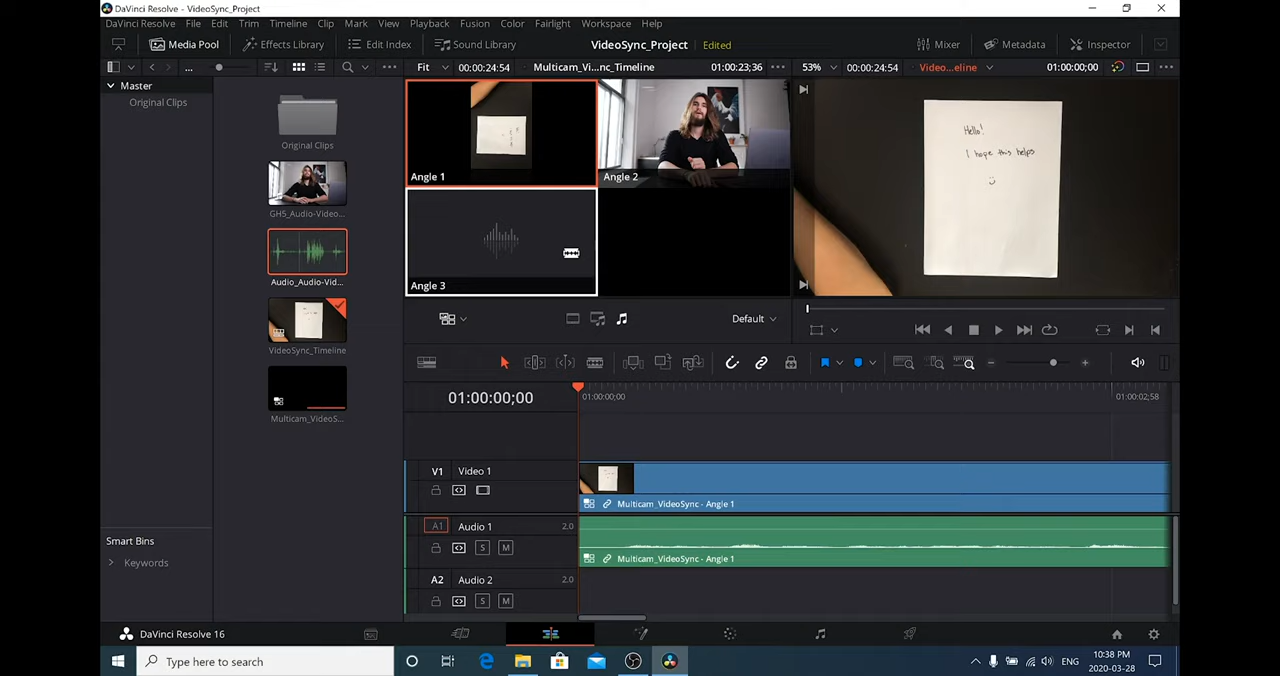 DaVinci Resolve - VideoSync_Project
DaVinci Resolve File Edit Trim Timeline Clip Mark View Playback Fusion Color Fairlight Workspace Help
Media Pool Effects Library Edit Index Sound Library VideoSync_Project Edited Mixer Metadata Inspector
... Fit 00:00:24:54 Multicam_Vi...nc_Timeline 01:00:23;36 ... 53% 00:00:24:54 Video...eline 01:00:00;00 ...
Master
Original Clips
Original Clips
GH5_Audio-Video...
Audio_Audio-Vid...
VideoSync_Timeline
Multicam_VideoS...
Smart Bins
Keywords
Angle 1
Angle 2
Angle 3
Hello!
I hope this helps
:)
Default
01:00:00;00
01:00:00;00
01:00:02;58
V1 Video 1
Multicam_VideoSync - Angle 1
A1 Audio 1 2.0
S M
Multicam_VideoSync - Angle 1
A2 Audio 2 2.0
S M
DaVinci Resolve 16
Type here to search
ENG
10:38 PM
2020-03-28